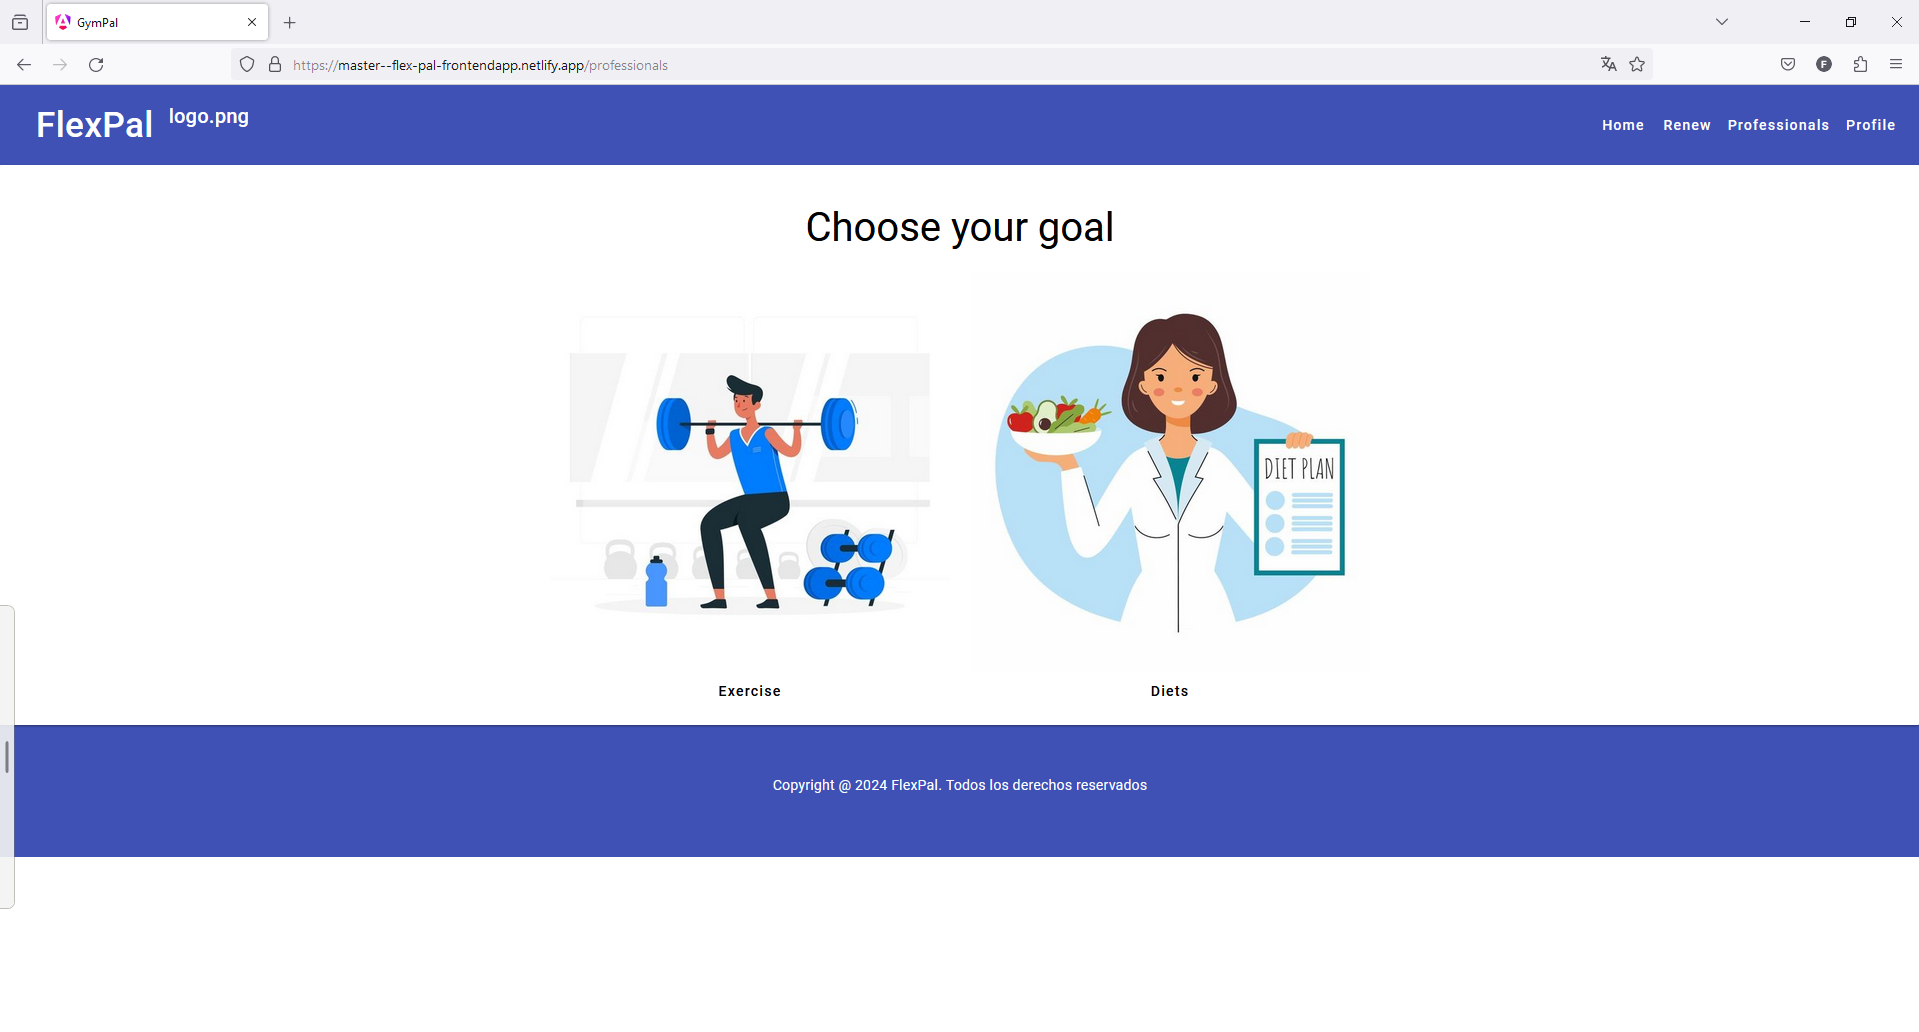 GymPal
https://master--flex-pal-frontendapp.netlify.app/professionals
F
FlexPal logo.png
Home Renew Professionals Profile
Choose your goal
DIET PLAN
Exercise Diets
Copyright @ 2024 FlexPal. Todos los derechos reservados